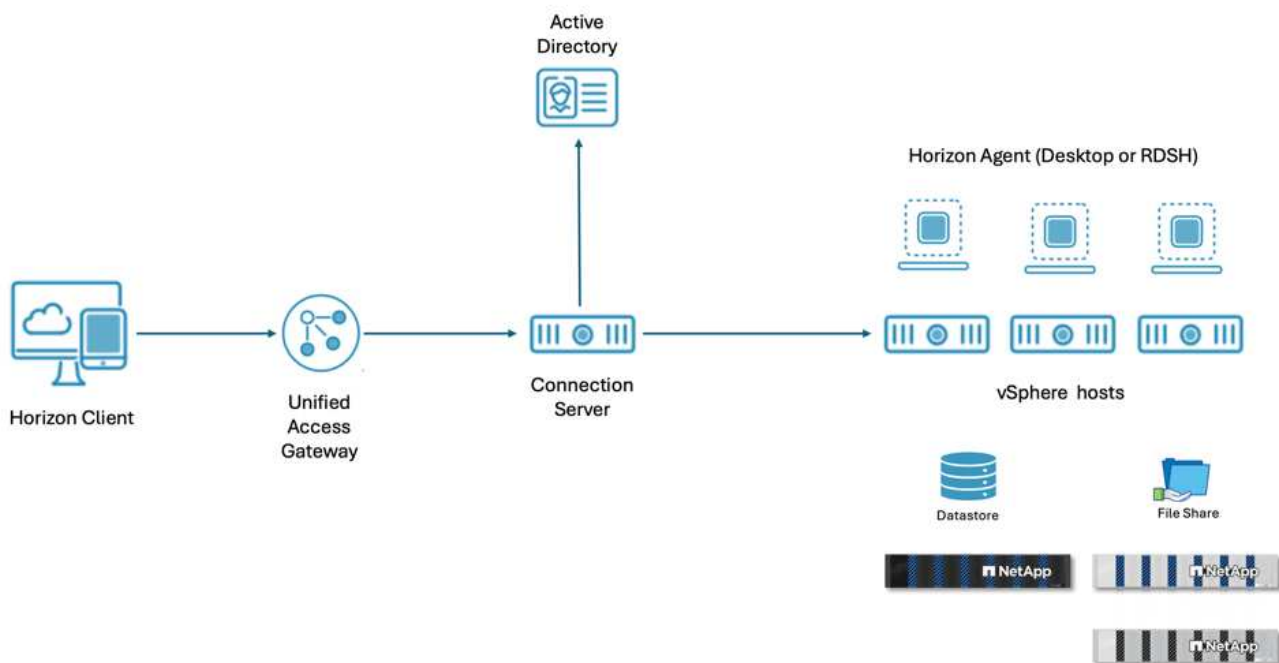 Active
Directory
Horizon Agent (Desktop or RDSH)
Horizon Client
Unified
Access
Gateway
Connection
Server
vSphere hosts
Datastore
File Share
NetApp
NetApp
NetApp